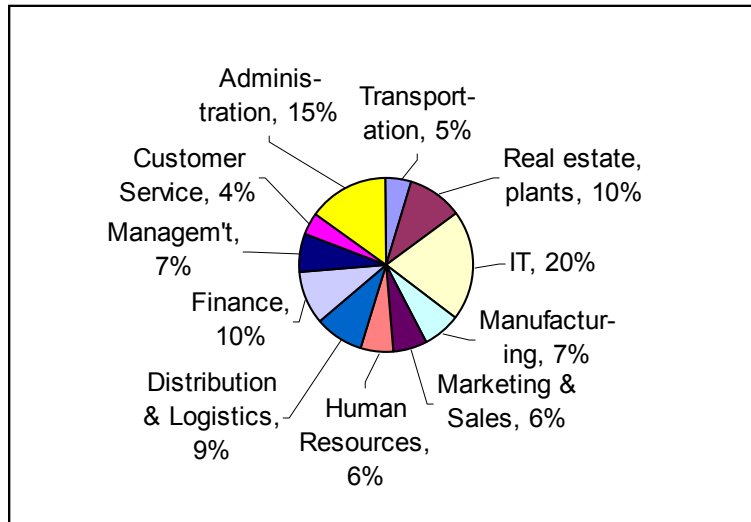 Adminis-
tration, 15%
Transport-
ation, 5%
Real estate,
plants, 10%
IT, 20%
Manufactur-
ing, 7%
Marketing &
Sales, 6%
Human
Resources,
6%
Distribution
& Logistics,
9%
Finance,
10%
Managem't,
7%
Customer
Service, 4%